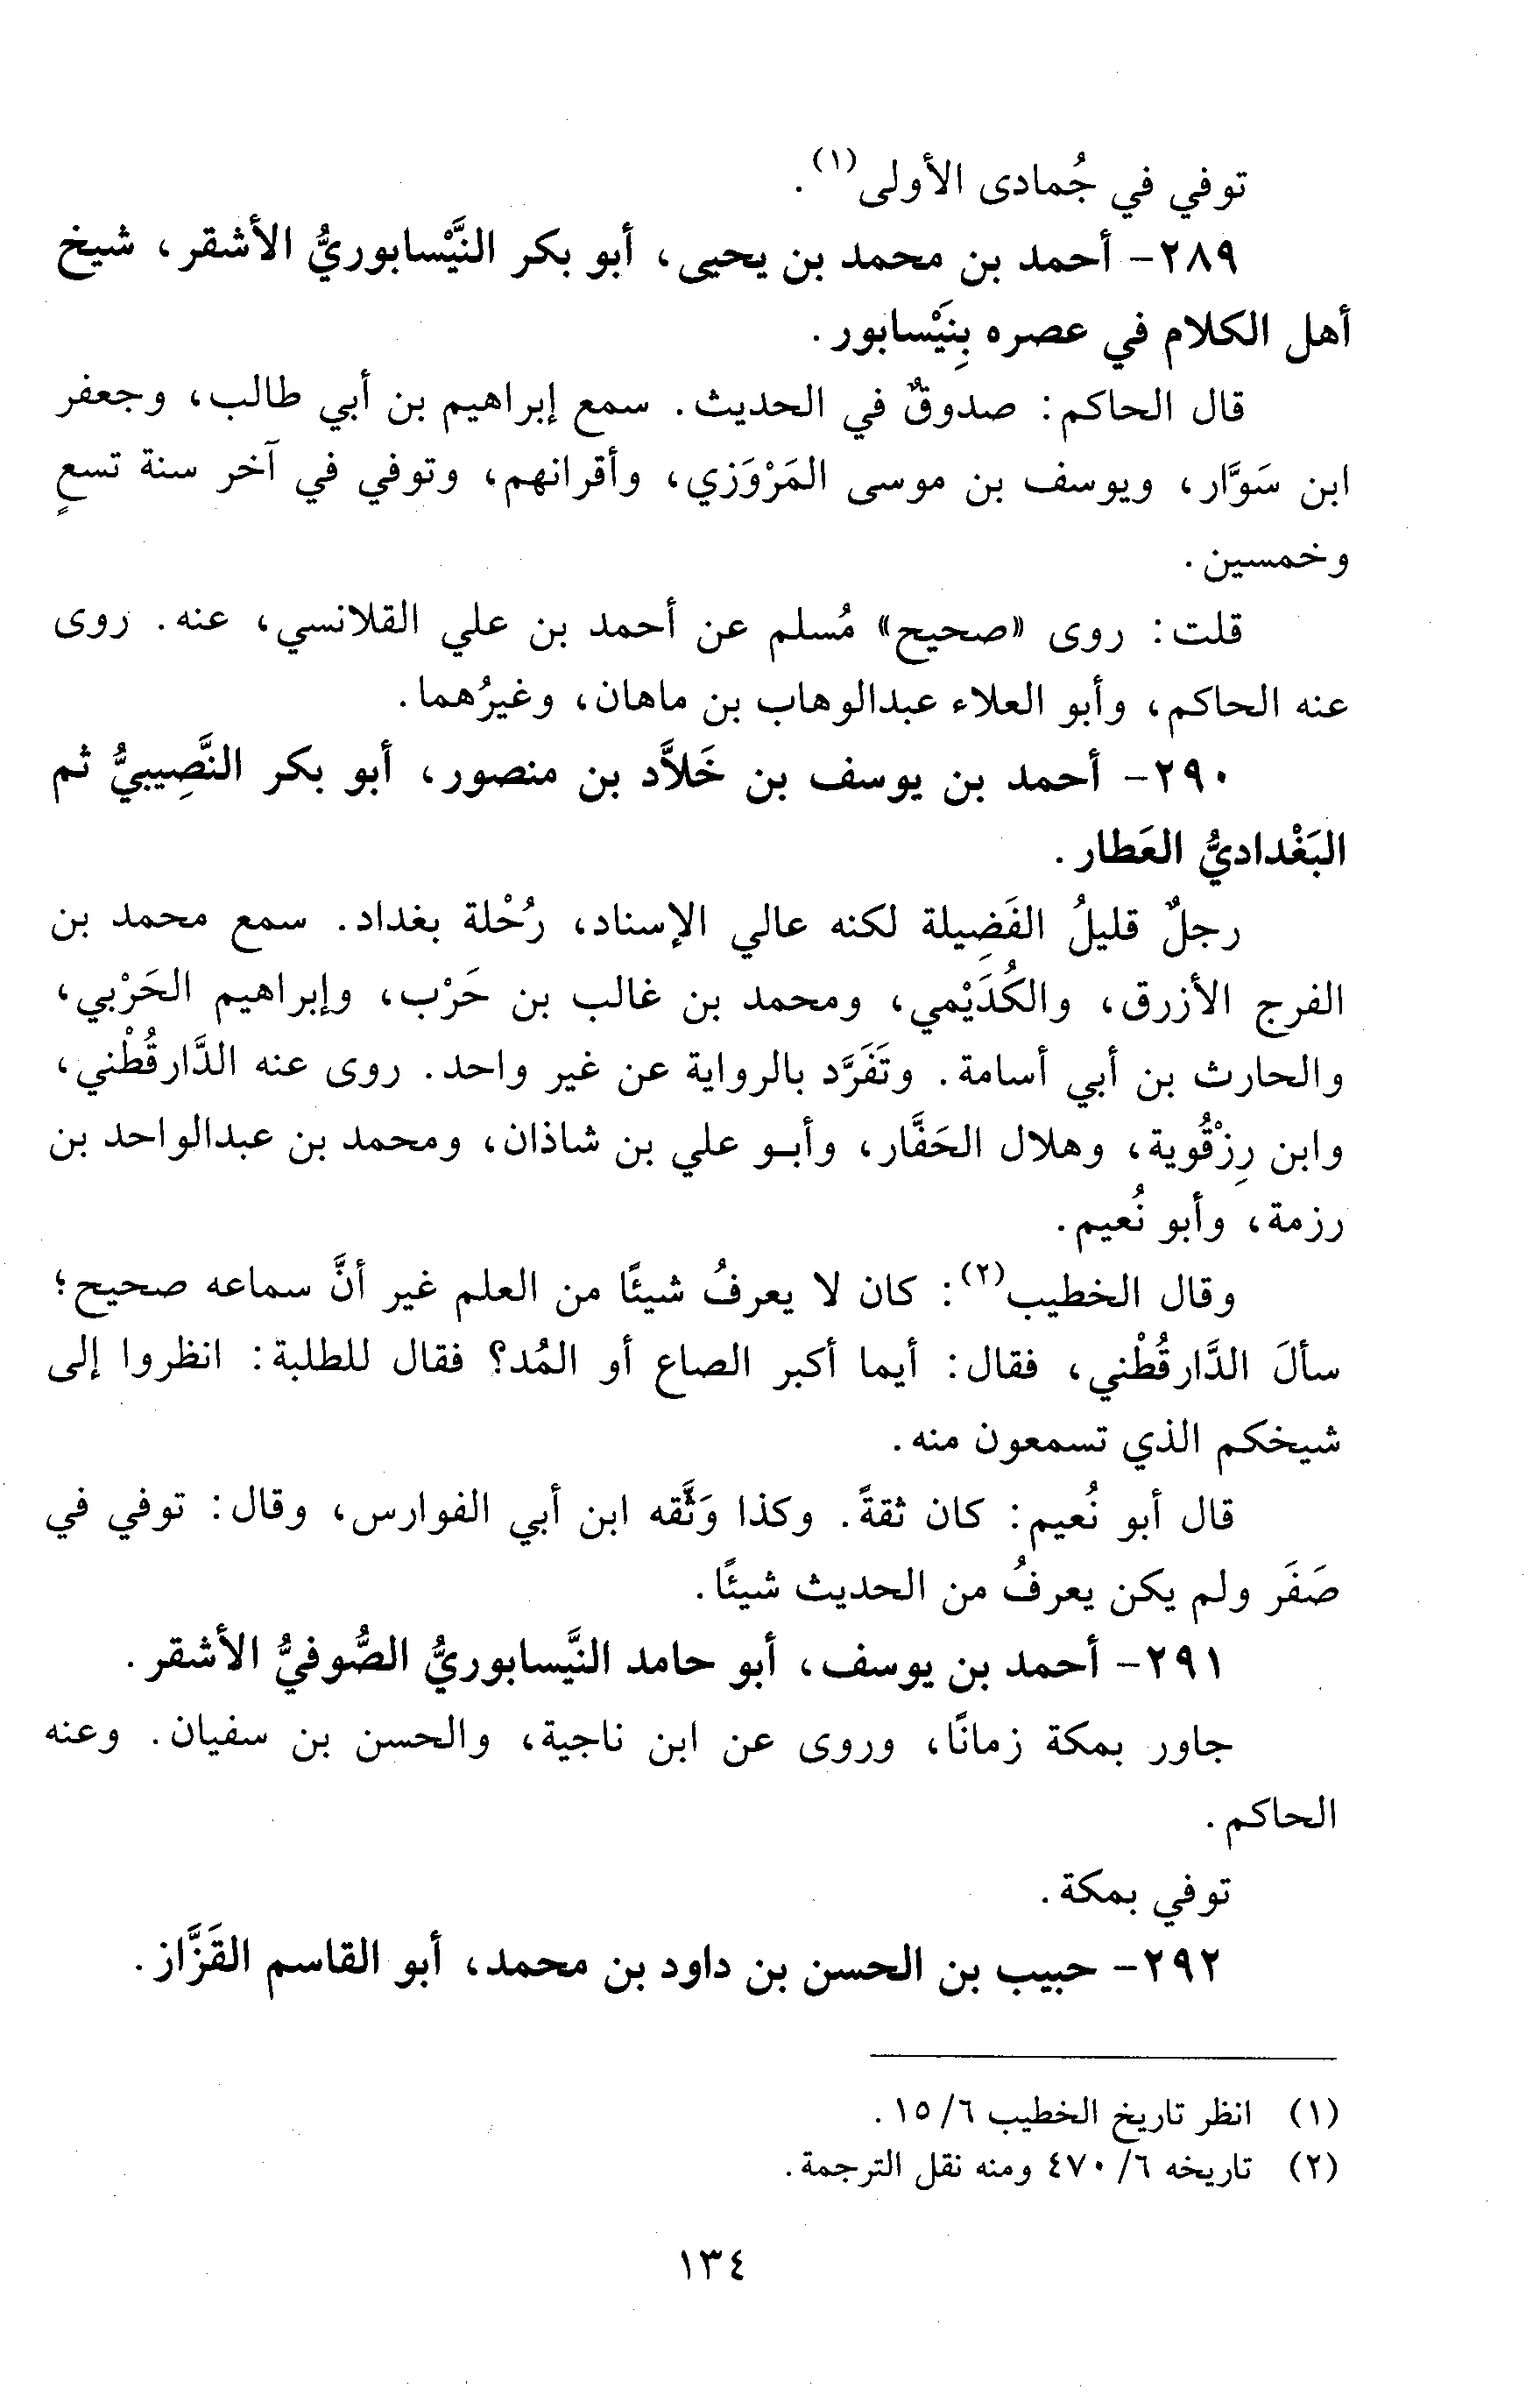 توفي في جُمادى الأولى(١).
٢٨٩- أحمد بن محمد بن يحيى، أبو بكر النَّيْسابوريُّ الأشقر، شيخ
أهل الكلام في عصره بِنَيْسابور.
قال الحاكم: صدوقٌ في الحديث. سمع إبراهيم بن أبي طالب، وجعفر
ابن سَوَّار، ويوسف بن موسى المَرْوَزي، وأقرانهم، وتوفي في آخر سنة تسعٍ
وخمسين.
قلت: روى «صحيح» مُسلم عن أحمد بن علي القلانسي، عنه. روى
عنه الحاكم، وأبو العلاء عبدالوهاب بن ماهان، وغيرُهما.
٢٩٠- أحمد بن يوسف بن خَلاَّد بن منصور، أبو بكر النَّصِيبيُّ ثم
البَغْداديُّ العَطار.
رجلٌ قليلُ الفَضِيلة لكنه عالي الإسناد، رُحْلة بغداد. سمع محمد بن
الفرج الأزرق، والكُدَيْمي، ومحمد بن غالب بن حَرْب، وإبراهيم الحَرْبي،
والحارث بن أبي أسامة. وتَفَرَّد بالرواية عن غير واحد. روى عنه الدَّارقُطْني،
وابن رِزْقُوية، وهلال الحَفَّار، وأبو علي بن شاذان، ومحمد بن عبدالواحد بن
رزمة، وأبو نُعيم.
وقال الخطيب(٢): كان لا يعرفُ شيئًا من العلم غير أنَّ سماعه صحيح؛
سألَ الدَّارقُطْني، فقال: أيما أكبر الصاع أو المُد؟ فقال للطلبة: انظروا إلى
شيخكم الذي تسمعون منه.
قال أبو نُعيم: كان ثقةً. وكذا وَثَّقه ابن أبي الفوارس، وقال: توفي في
صَفَر ولم يكن يعرفُ من الحديث شيئًا.
٢٩١- أحمد بن يوسف، أبو حامد النَّيسابوريُّ الصُّوفيُّ الأشقر.
جاور بمكة زمانًا، وروى عن ابن ناجية، والحسن بن سفيان. وعنه
الحاكم.
توفي بمكة.
٢٩٢- حبيب بن الحسن بن داود بن محمد، أبو القاسم القَزَّاز.
(١) انظر تاريخ الخطيب ٦/ ١٥.
(٢) تاريخه ٦/ ٤٧٠ ومنه نقل الترجمة.
١٣٤